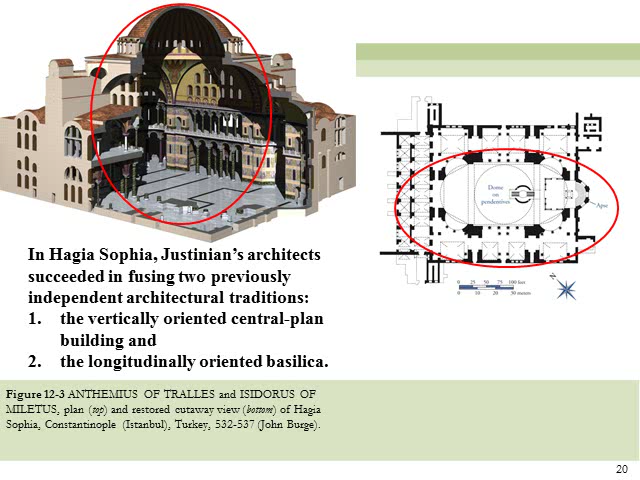 Dome
on
pendentives
Apse
N
0 25 50 75 100 feet
0 10 20 30 meters
In Hagia Sophia, Justinian’s architects
succeeded in fusing two previously
independent architectural traditions:
1. the vertically oriented central-plan
building and
2. the longitudinally oriented basilica.
Figure 12-3 ANTHEMIUS OF TRALLES and ISIDORUS OF
MILETUS, plan (top) and restored cutaway view (bottom) of Hagia
Sophia, Constantinople (Istanbul), Turkey, 532-537 (John Burge).
20